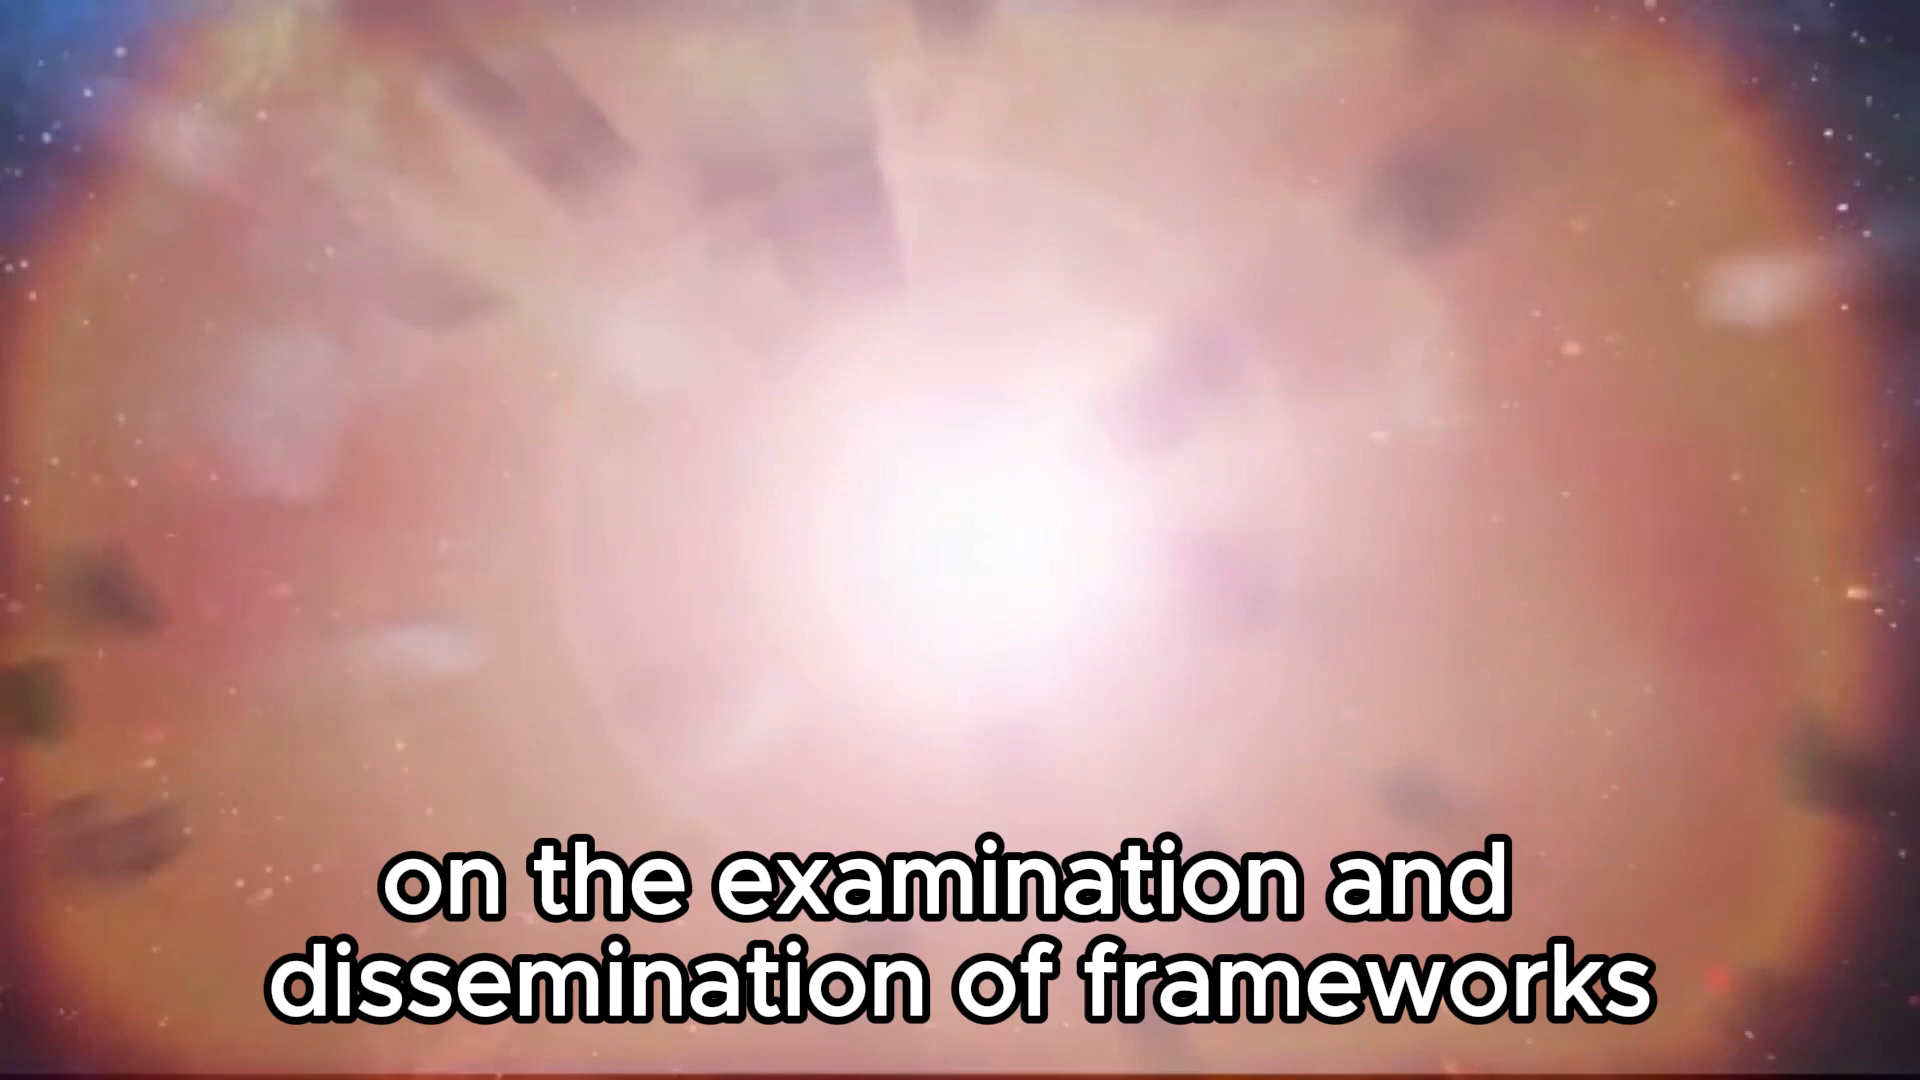 on the examination and
dissemination of frameworks